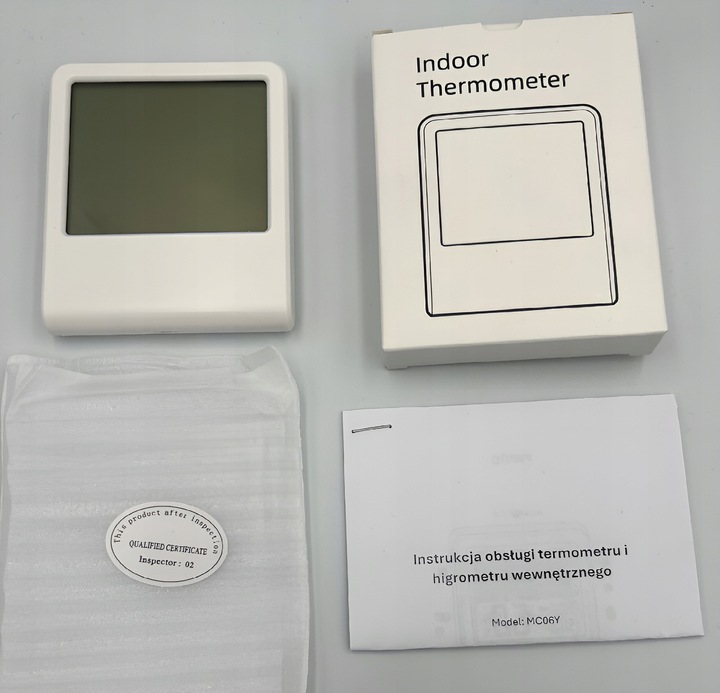 Indoor
Thermometer
This product after inspection
QUALIFIED CERTIFICATE
Inspector: 02
Instrukcja obsługi termometru i
higrometru wewnętrznego
Model: MC06Y